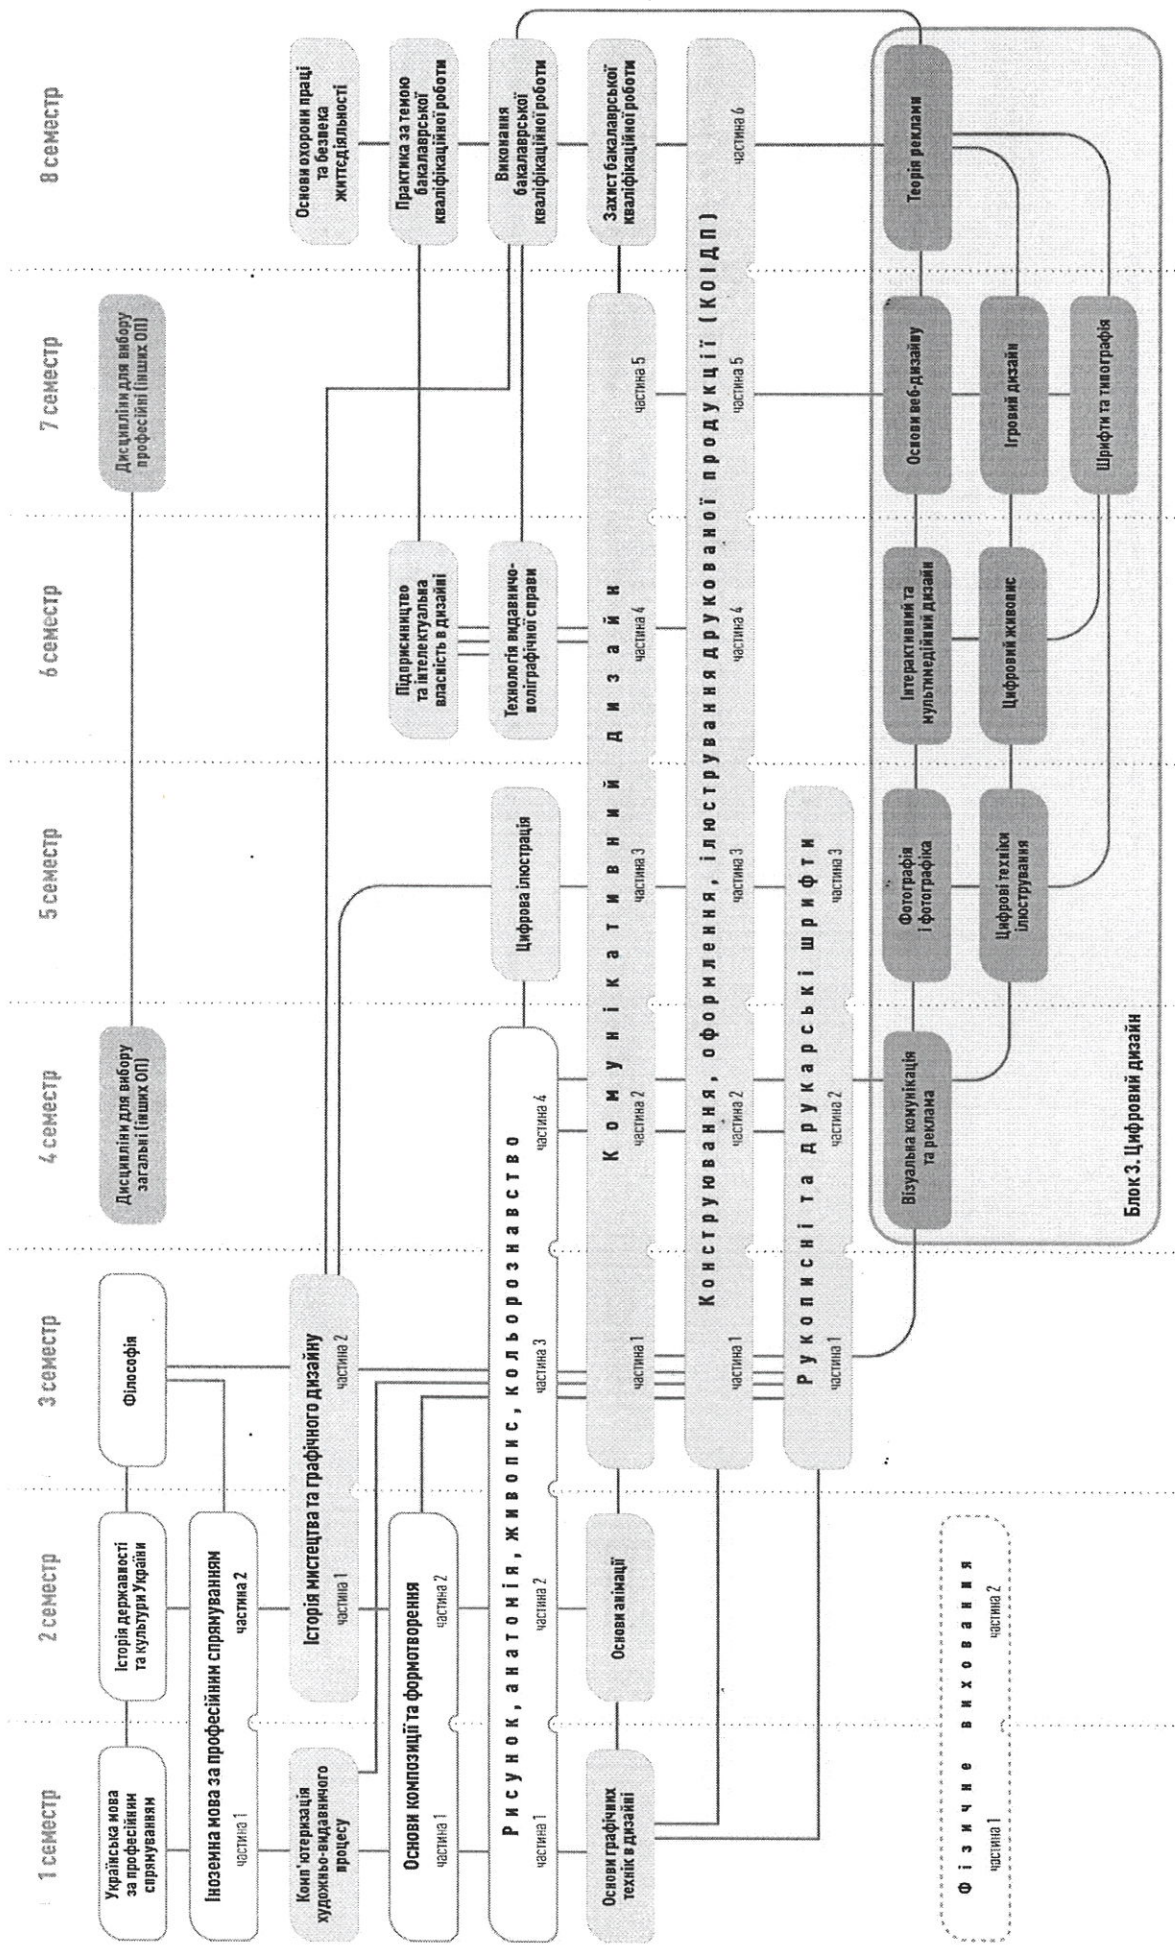 1 семестр
2 семестр
3 семестр
4 семестр
5 семестр
6 семестр
7 семестр
8 семестр
Українська мова
за професійним
спрямуванням
Історія державності
та культури України
Філософія
Дисципліни для вибору
загальні (інших ОП)
Дисципліни для вибору
професійні (інших ОП)
Іноземна мова за професійним спрямуванням
частина 1
частина 2
Комп'ютеризація
художньо-видавничого
процесу
Історія мистецтва та графічного дизайну
частина 1
частина 2
Основи охорони праці
та безпека
життєдіяльності
Основи композиції та формотворення
частина 1
частина 2
Підприємництво
та інтелектуальна
власність в дизайні
Практика за темою
бакалаврської
кваліфікаційної роботи
Рисунок, анатомія, живопис, кольорознавство
частина 1
частина 2
частина 3
частина 4
Цифрова ілюстрація
Технологія видавничо-
поліграфічної справи
Виконання
бакалаврської
кваліфікаційної роботи
Основи графічних
технік в дизайні
Основи анімації
Комунікативний дизайн
частина 1
частина 2
частина 3
частина 4
частина 5
Захист бакалаврської
кваліфікаційної роботи
Конструювання, оформлення, ілюстрування друкованої продукції (КОІДП)
частина 1
частина 2
частина 3
частина 4
частина 5
частина 6
Рукописні та друкарські шрифти
частина 1
частина 2
частина 3
Візуальна комунікація
та реклама
Фотографія
і фотографіка
Інтерактивний та
мультимедійний дизайн
Основи веб-дизайну
Теорія реклами
Фізичне виховання
частина 1
частина 2
Цифрові техніки
ілюстрування
Цифровий живопис
Ігровий дизайн
Шрифти та типографія
Блок 3. Цифровий дизайн